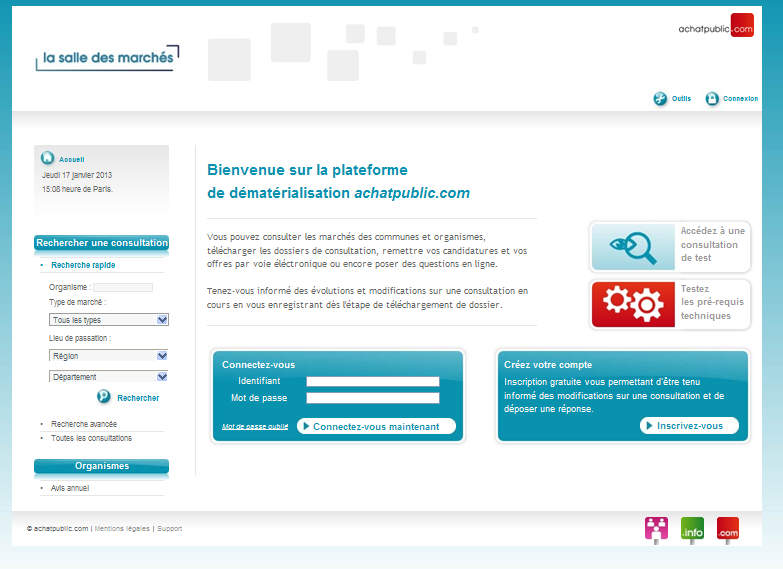 la salle des marchés
achatpublic.com
Outils
Connexion
Accueil
Jeudi 17 janvier 2013
15:08 heure de Paris.
Rechercher une consultation
• Recherche rapide
Organisme :
Type de marché :
Tous les types
Lieu de passation :
Région
Département
Rechercher
• Recherche avancée
• Toutes les consultations
Organismes
• Avis annuel
Bienvenue sur la plateforme
de dématérialisation achatpublic.com
Vous pouvez consulter les marchés des communes et organismes,
télécharger les dossiers de consultation, remettre vos candidatures et vos
offres par voie éléctronique ou encore poser des questions en ligne.
Tenez-vous informé des évolutions et modifications sur une consultation en
cours en vous enregistrant dès l'étape de téléchargement de dossier.
Accédez à une
consultation
de test
Testez
les pré-requis
techniques
Connectez-vous
Identifiant
Mot de passe
Mot de passe oublié
Connectez-vous maintenant
Créez votre compte
Inscription gratuite vous permettant d'être tenu
informé des modifications sur une consultation et de
déposer une réponse.
Inscrivez-vous
© achatpublic.com | Mentions légales | Support
.info
.com